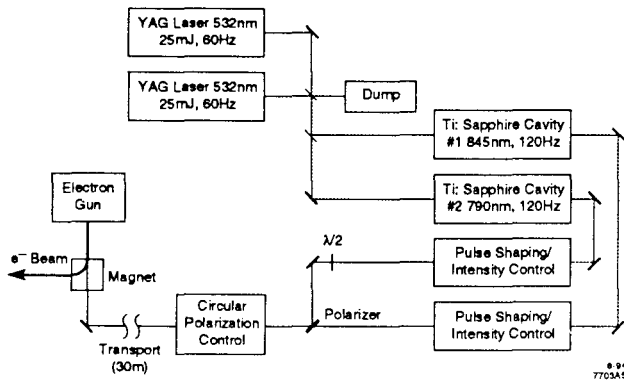 YAG Laser 532nm
25mJ, 60Hz
YAG Laser 532nm
25mJ, 60Hz
Dump
Ti: Sapphire Cavity
#1 845nm, 120Hz
Ti: Sapphire Cavity
#2 790nm, 120Hz
Electron
Gun
e– Beam
Magnet
λ/2
Pulse Shaping/
Intensity Control
Circular
Polarization
Control
Polarizer
Pulse Shaping/
Intensity Control
Transport
(30m)